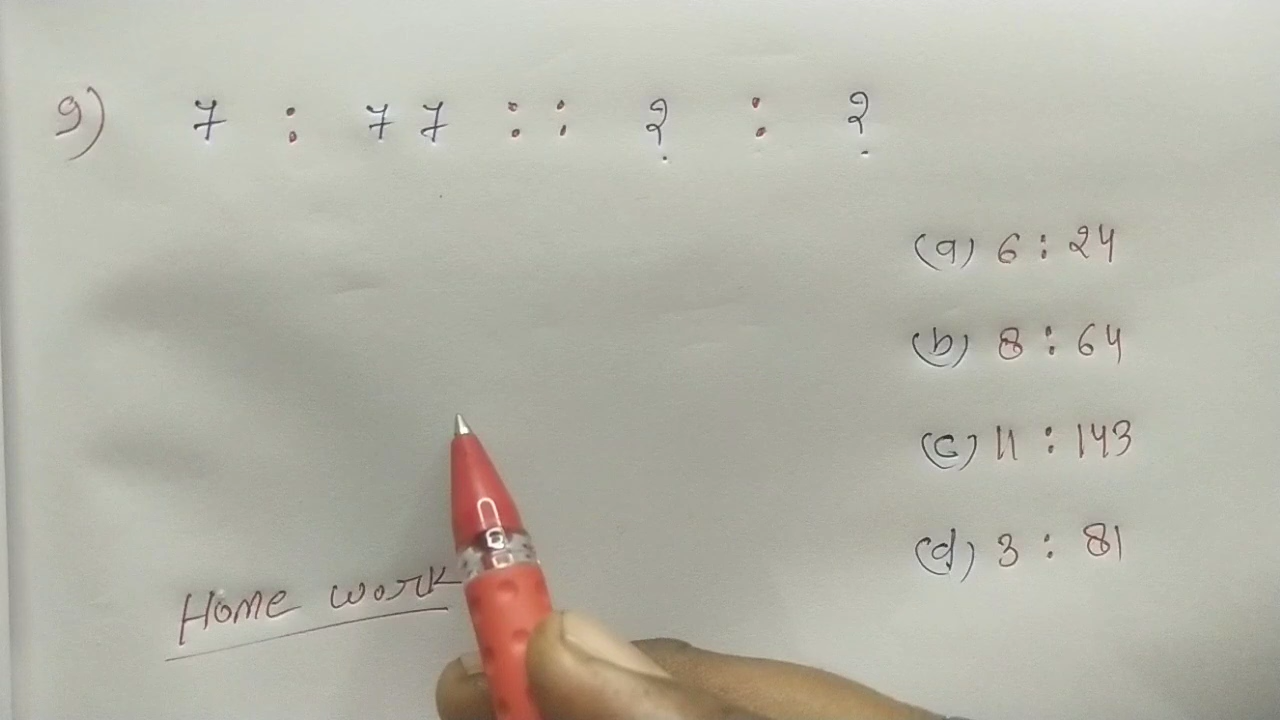 9) 7 : 77 :: ? : ?
(a) 6 : 24
(b) 8 : 64
(c) 11 : 143
(d) 3 : 81
Home work